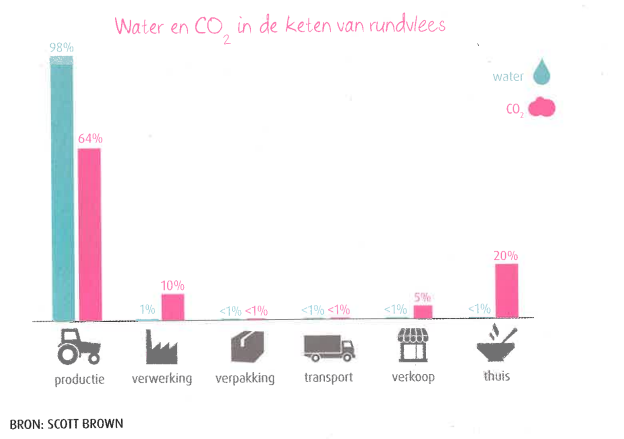 Water en CO2 in de keten van rundvlees
98%
water
CO2
64%
1%
10%
<1%
<1%
<1%
<1%
<1%
5%
<1%
20%
productie
verwerking
verpakking
transport
verkoop
thuis
BRON: SCOTT BROWN